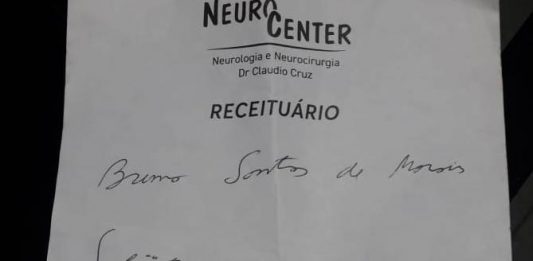 NEURO CENTER
Neurologia e Neurocirurgia
Dr Claudio Cruz
RECEITUÁRIO
Bruno Santos de Morais